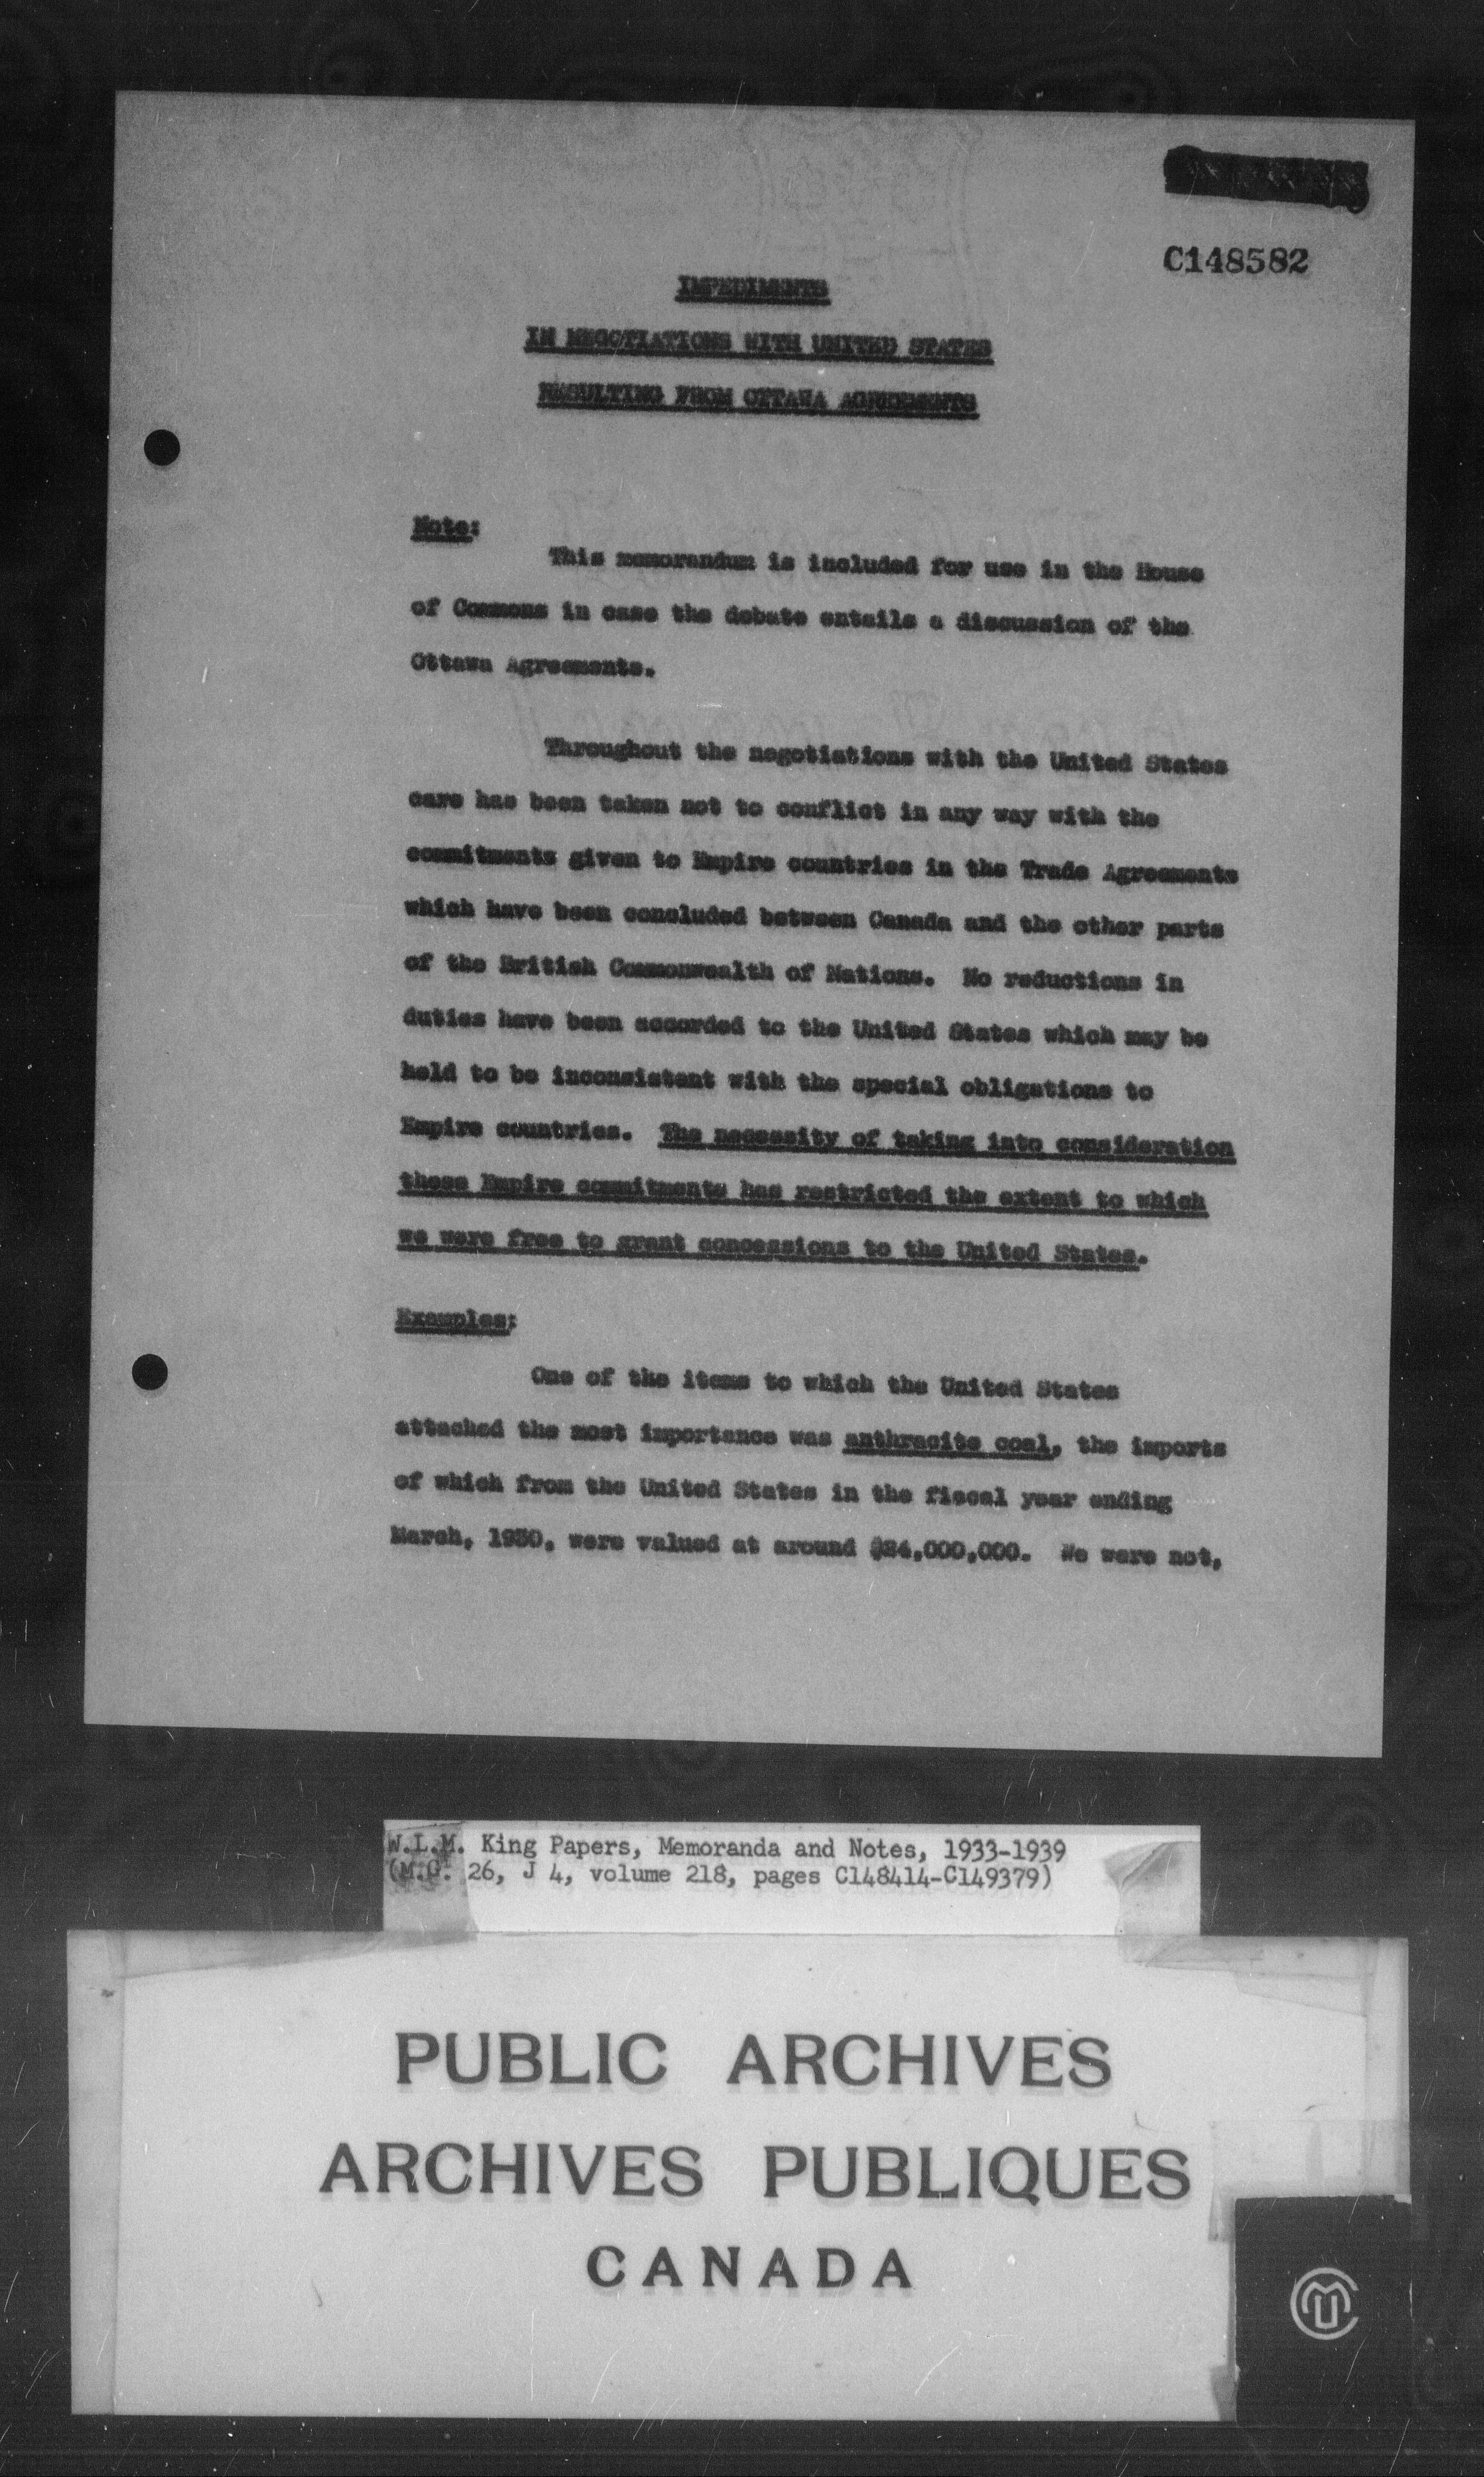 C148582
IMPEDIMENTS
IN NEGOTIATIONS WITH UNITED STATES
RESULTING FROM OTTAWA AGREEMENTS
Note:
This memorandum is included for use in the House
of Commons in case the debate entails a discussion of the
Ottawa Agreements.
Throughout the negotiations with the United States
care has been taken not to conflict in any way with the
commitments given to Empire countries in the Trade Agreements
which have been concluded between Canada and the other parts
of the British Commonwealth of Nations. No reductions in
duties have been accorded to the United States which may be
held to be inconsistent with the special obligations to
Empire countries. The necessity of taking into consideration
these Empire commitments has restricted the extent to which
we were free to grant concessions to the United States.
Examples:
One of the items to which the United States
attached the most importance was anthracite coal, the imports
of which from the United States in the fiscal year ending
March, 1930, were valued at around $24,000,000. We were not,
W.L.M. King Papers, Memoranda and Notes, 1933-1939
(M.G. 26, J 4, volume 218, pages C148414-C149379)
PUBLIC ARCHIVES
ARCHIVES PUBLIQUES
CANADA